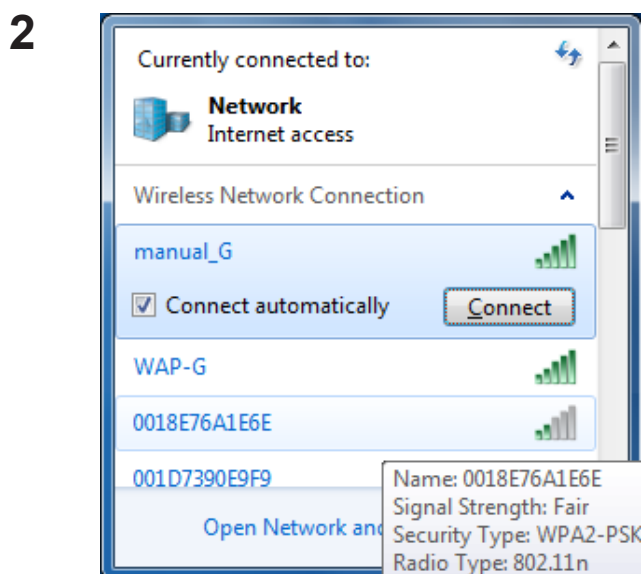 2
Currently connected to:
Network
Internet access
Wireless Network Connection
manual_G
Connect automatically
Connect
WAP-G
0018E76A1E6E
001D7390E9F9
Name: 0018E76A1E6E
Signal Strength: Fair
Open Network and
Security Type: WPA2-PSK
Radio Type: 802.11n